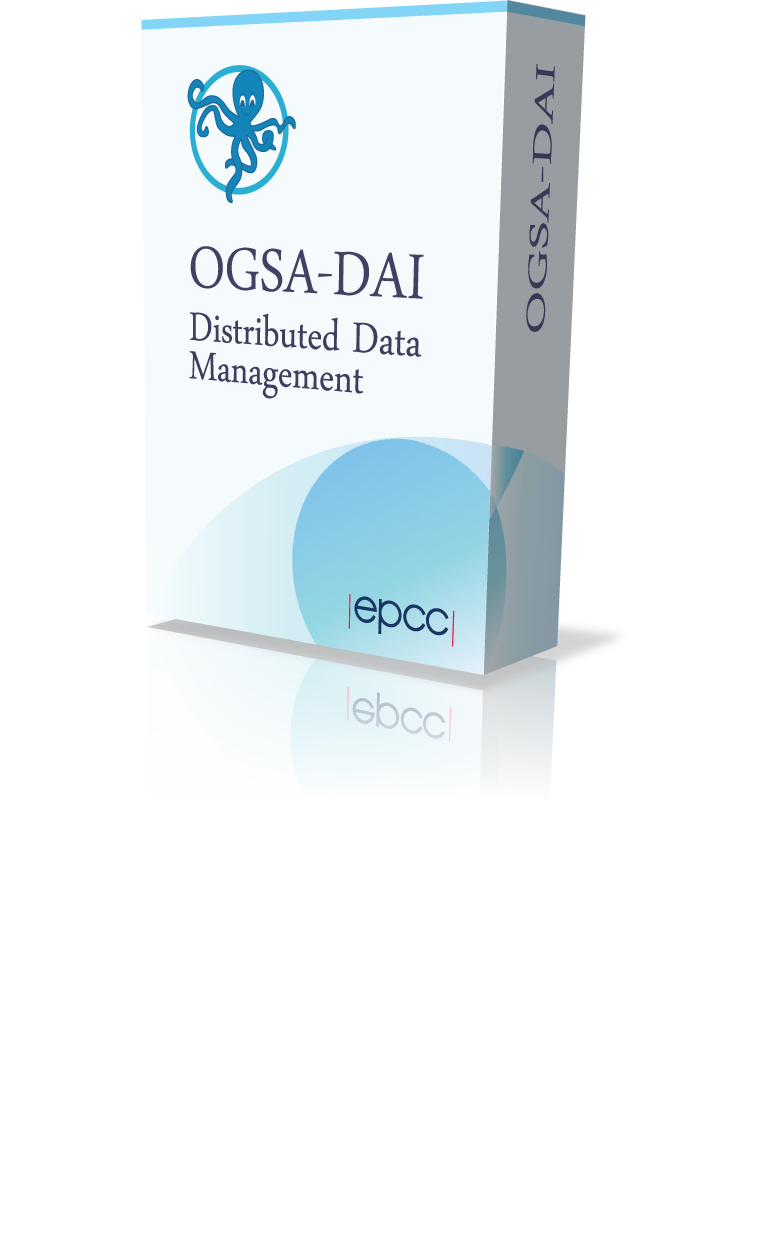 OGSA-DAI
Distributed Data
Management
|epcc|
OGSA-DAI